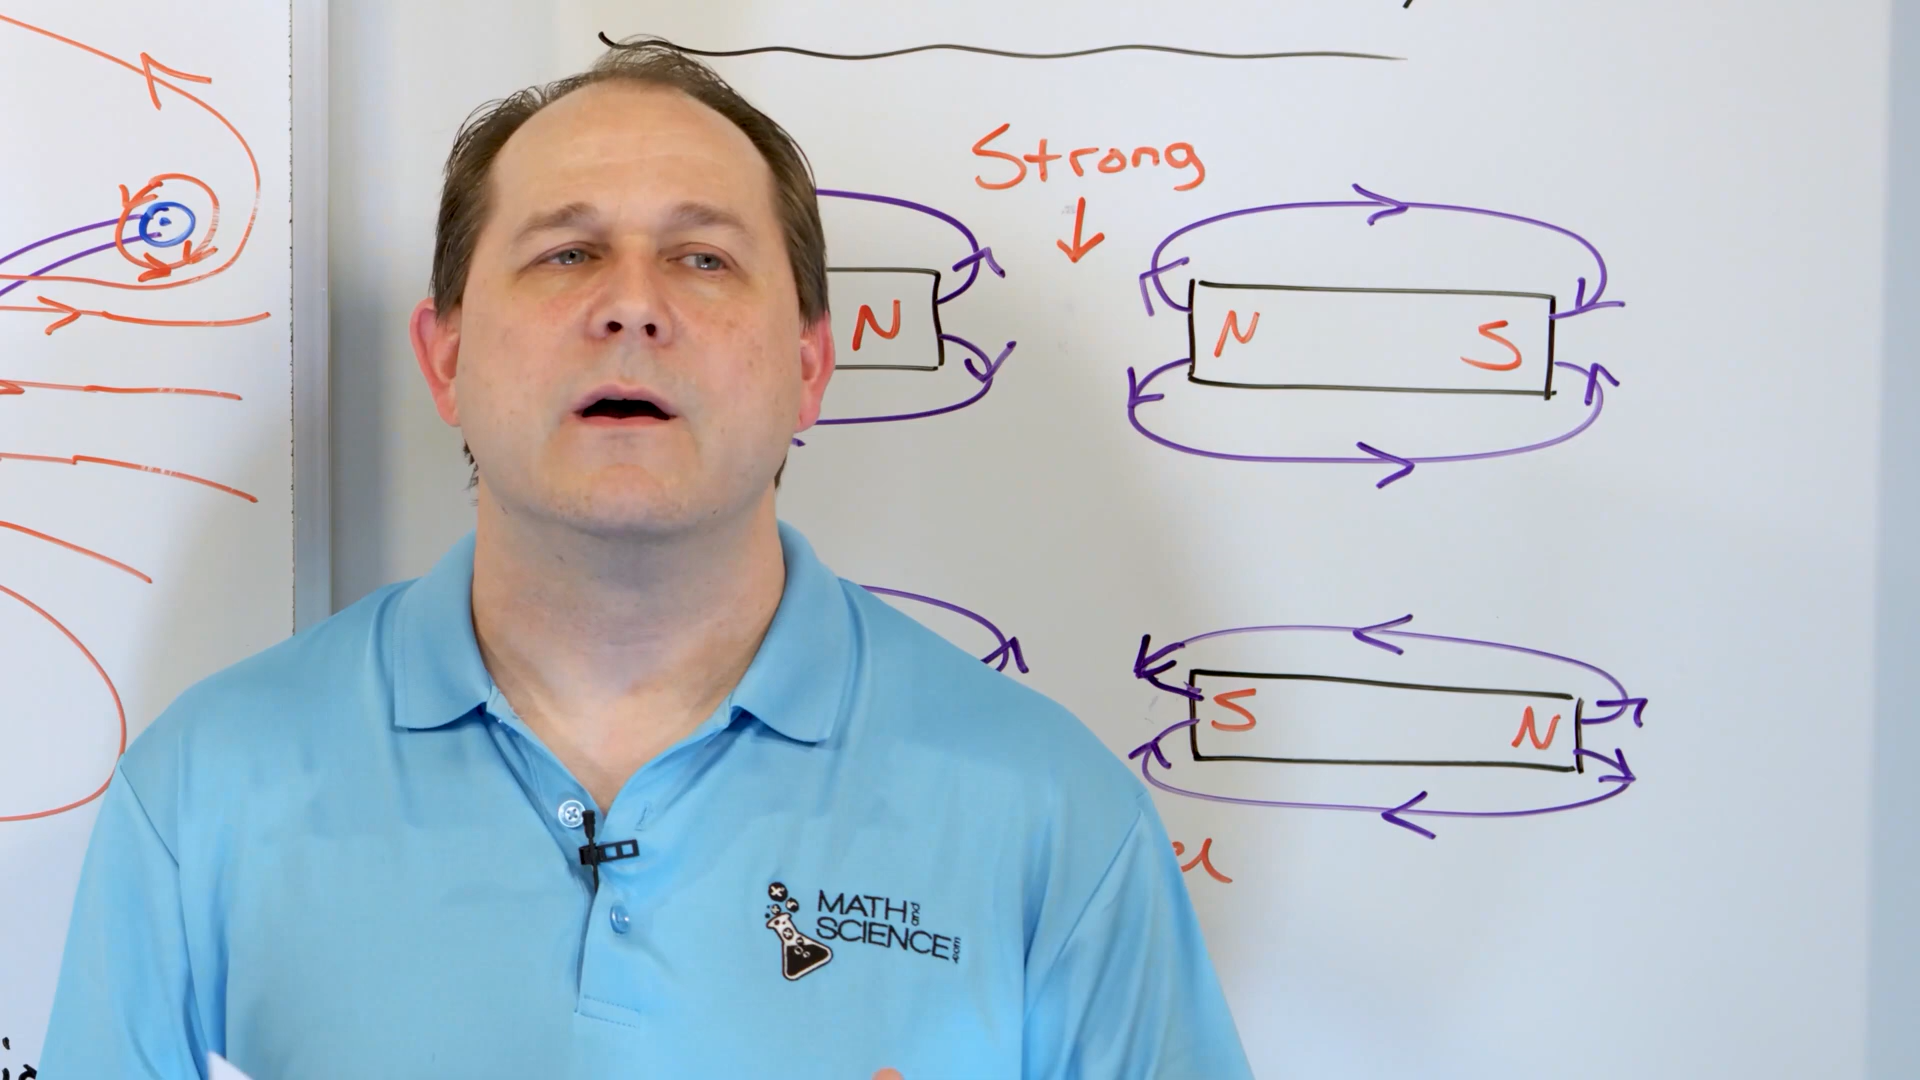 Strong
N
N S
S N
MATH and
SCIENCE .com